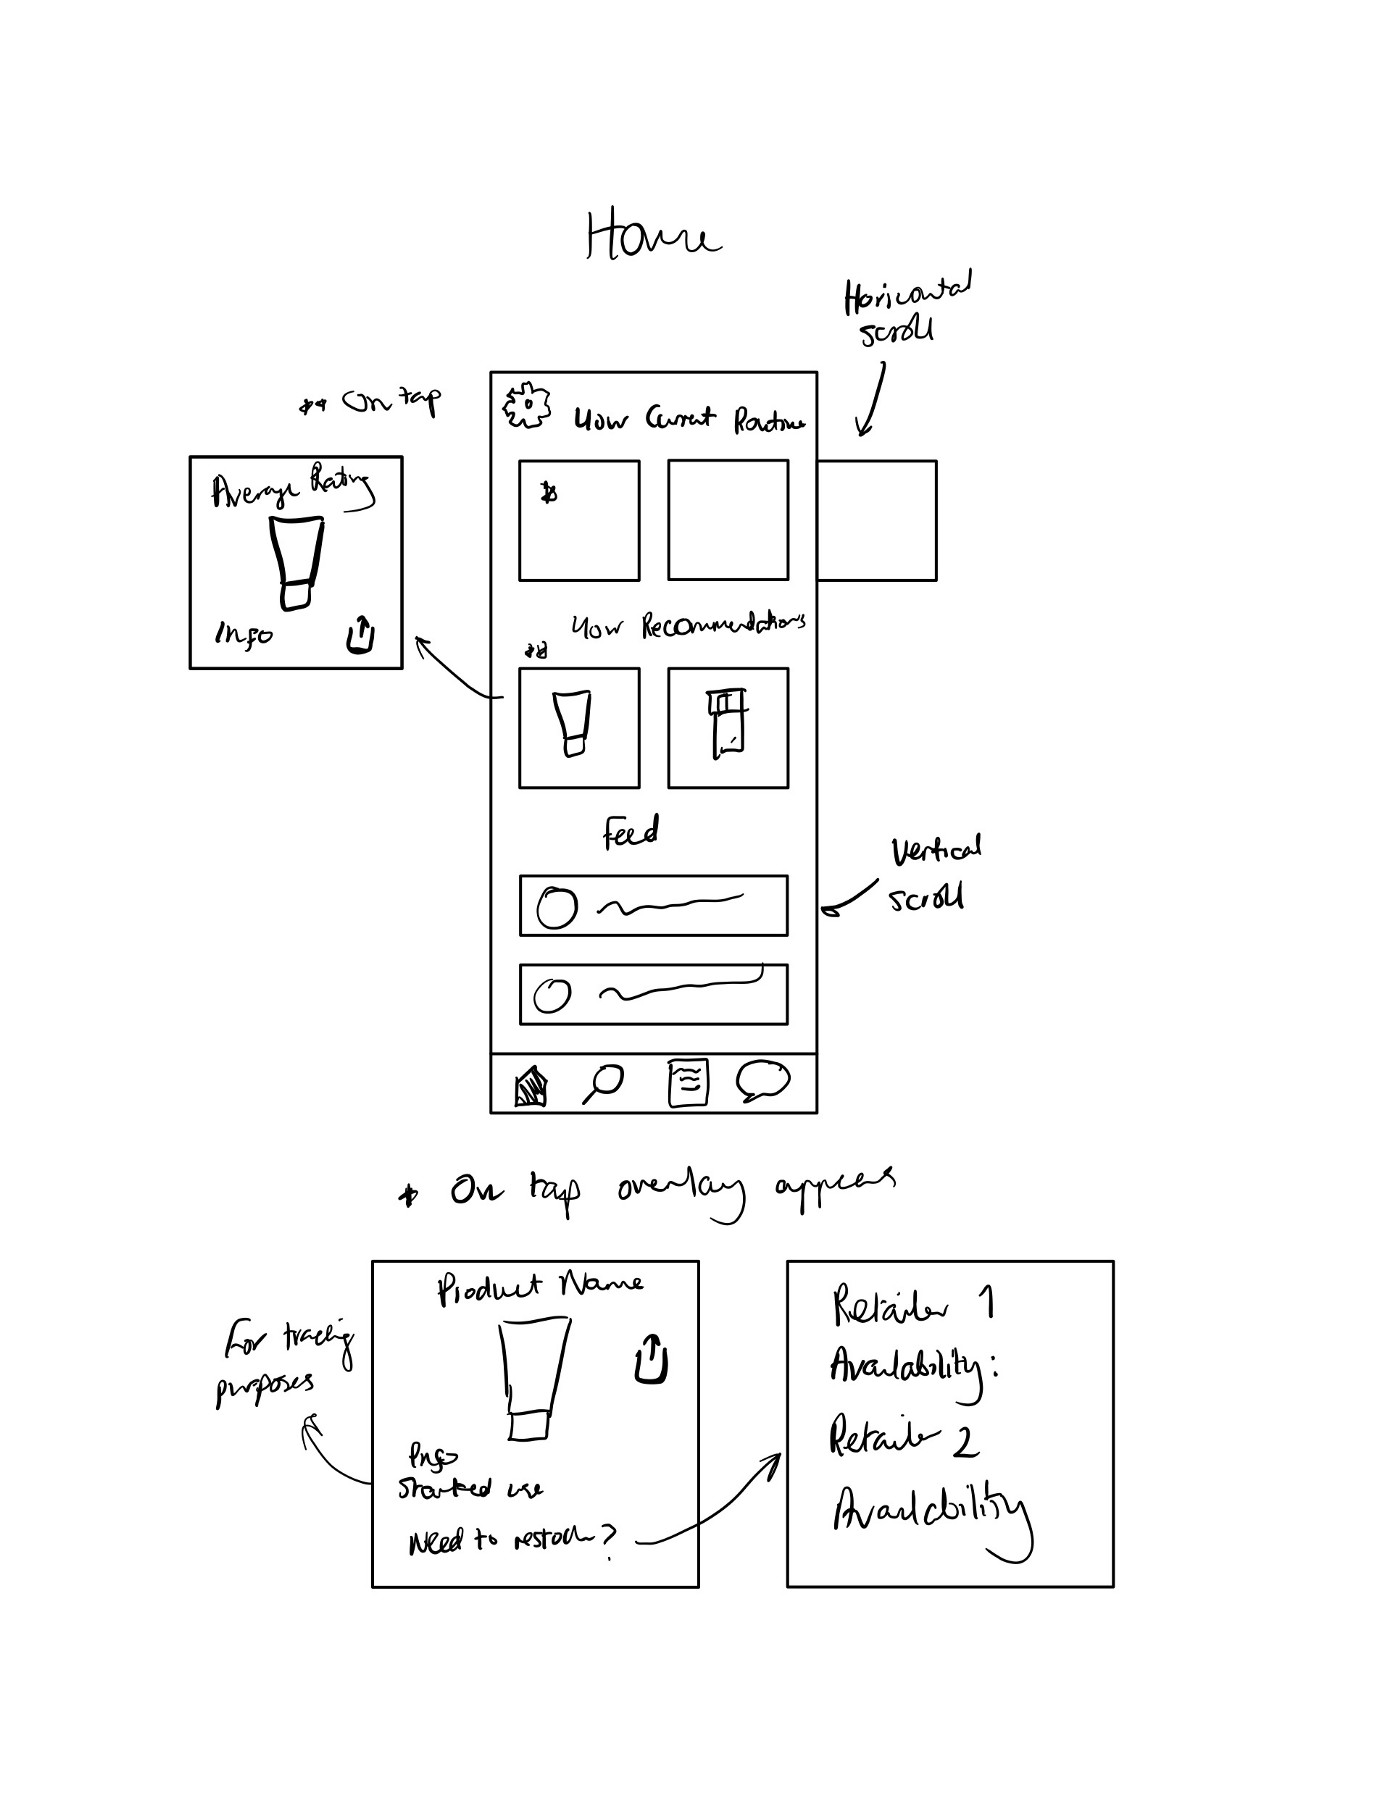 Home
Horizontal
scroll
** On tap
Your Current Routine
*
Average Rating
Info
Your Recommendations
**
Feed
Vertical
scroll
* On tap overlay appears
Product Name
For tracking
purposes
Info
Started use
Need to restock?
Retailer 1
Availability:
Retailer 2
Availability